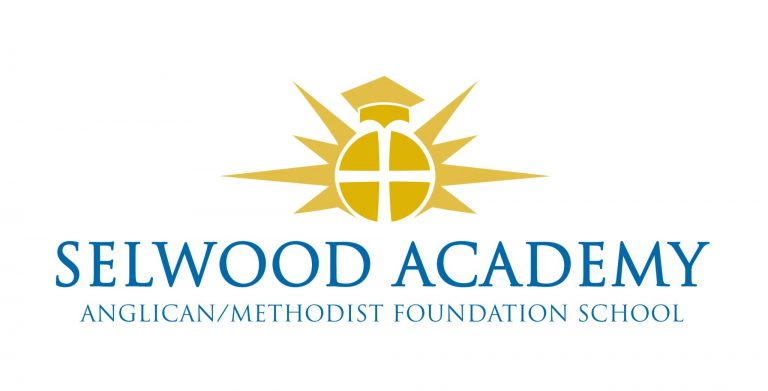 SELWOOD ACADEMY
ANGLICAN/METHODIST FOUNDATION SCHOOL